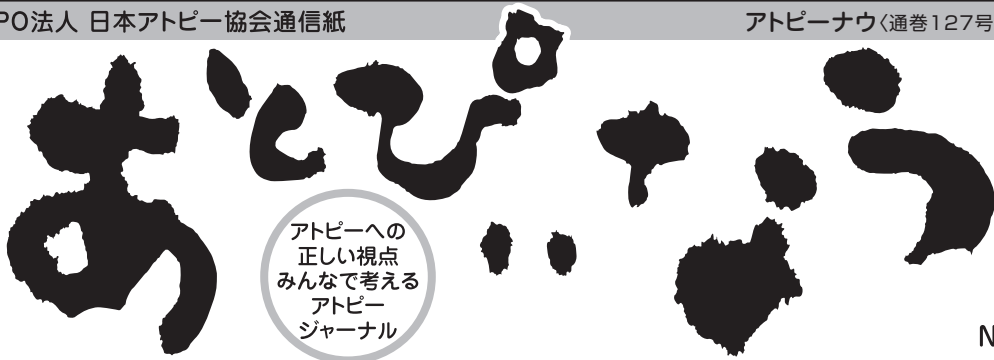 PO法人 日本アトピー協会通信紙
アトピーナウ〈通巻127号
あとぴぃなう
アトピーへの
正しい視点
みんなで考える
アトピー
ジャーナル
N